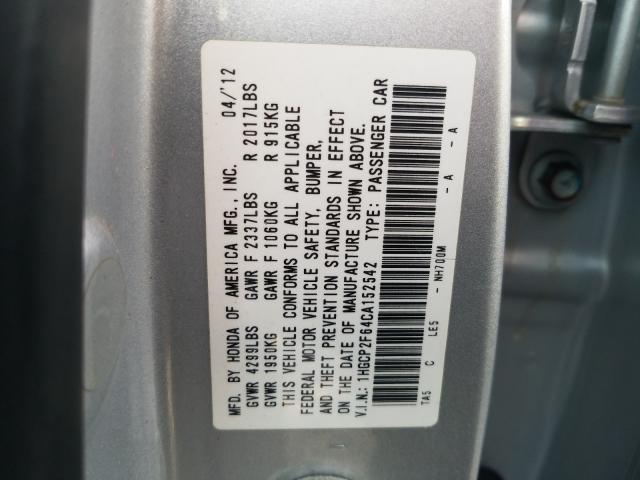 MFD. BY HONDA OF AMERICA MFG., INC. 04/'12
GVWR 4299LBS GAWR F 2337LBS R 2017LBS
GVWR 1950KG GAWR F 1060KG R 915KG
THIS VEHICLE CONFORMS TO ALL APPLICABLE
FEDERAL MOTOR VEHICLE SAFETY, BUMPER,
AND THEFT PREVENTION STANDARDS IN EFFECT
ON THE DATE OF MANUFACTURE SHOWN ABOVE.
V.I.N.: 1HGCP2F64CA152542 TYPE: PASSENGER CAR
TA5 C LE5 - NH700M - A - A